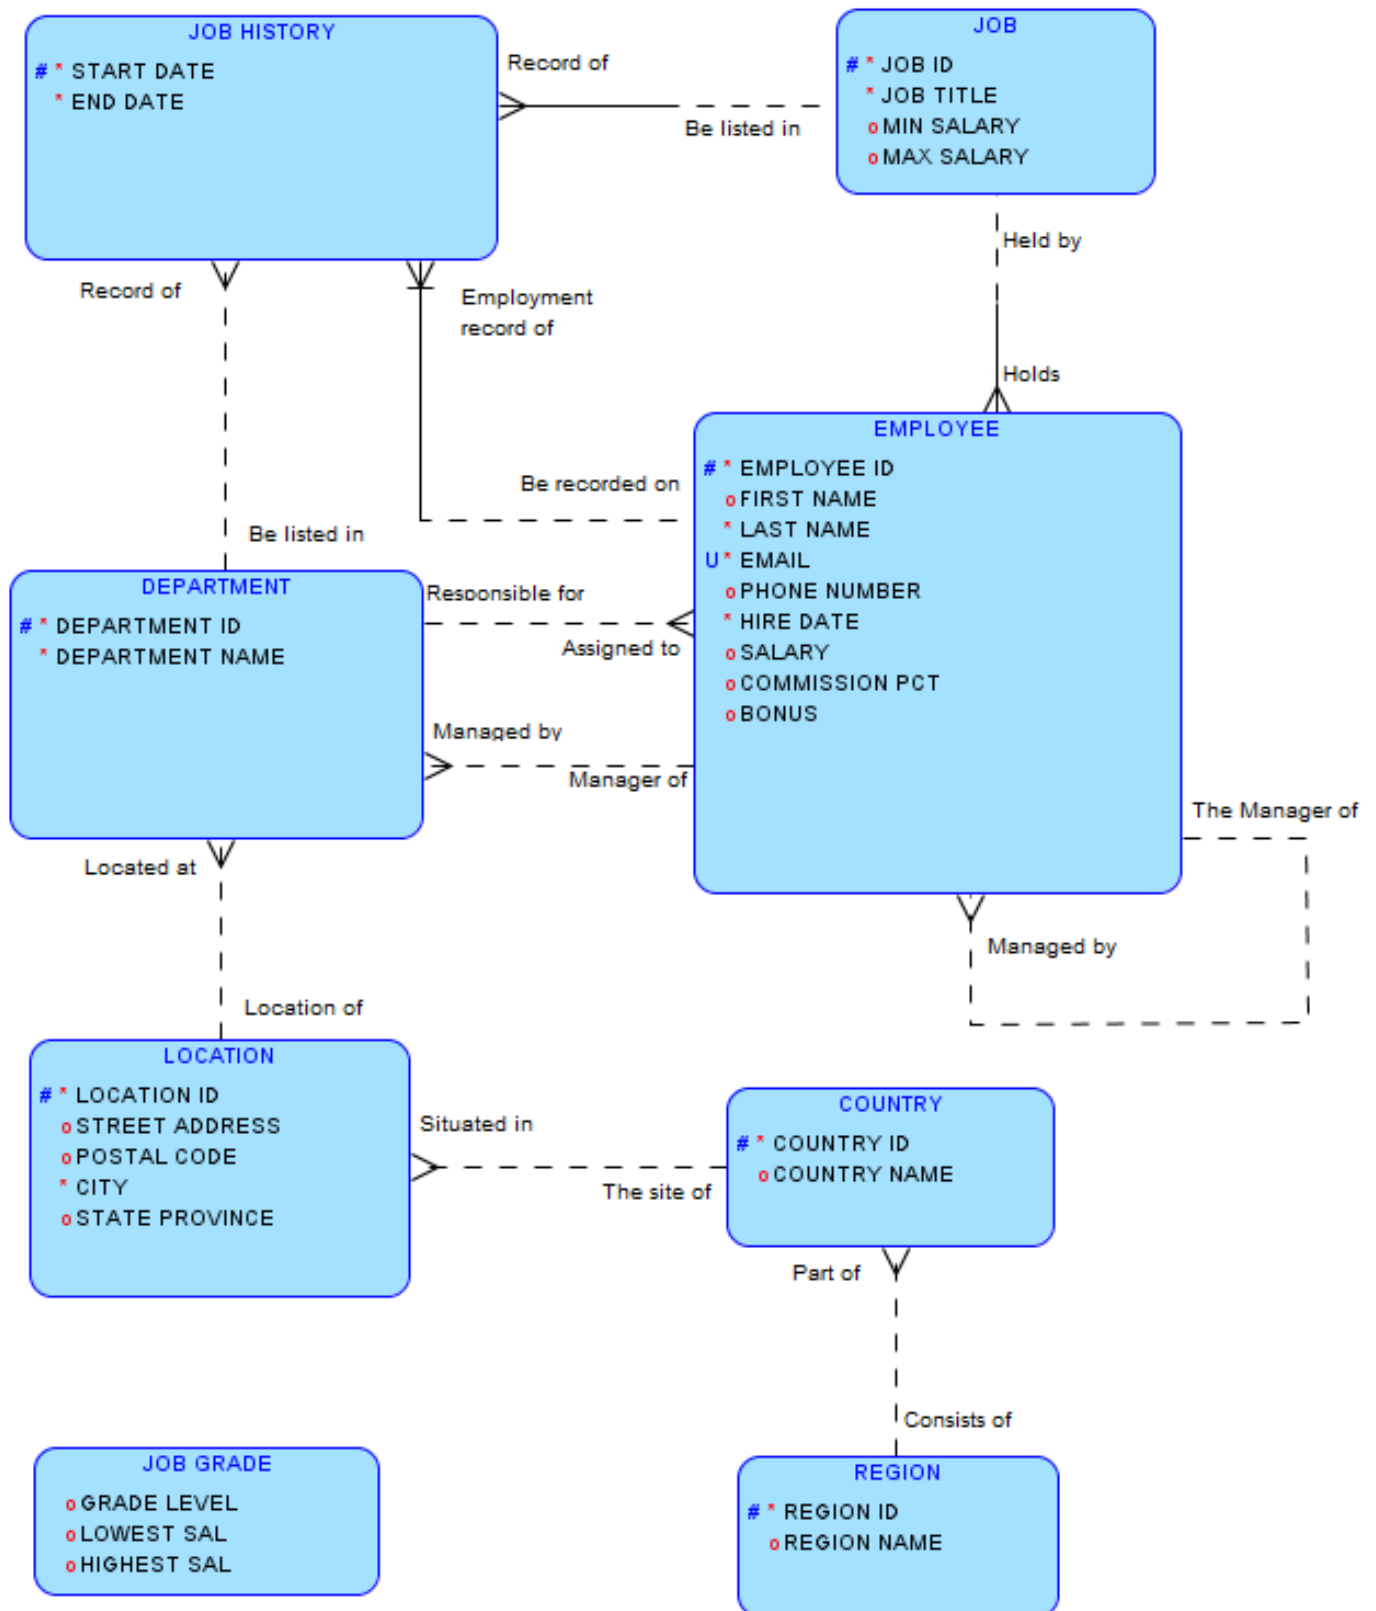 JOB HISTORY
# * START DATE
* END DATE
Record of
Be listed in
JOB
# * JOB ID
* JOB TITLE
o MIN SALARY
o MAX SALARY
Held by
Holds
Record of
Employment
record of
Be recorded on
Be listed in
EMPLOYEE
# * EMPLOYEE ID
o FIRST NAME
* LAST NAME
U * EMAIL
o PHONE NUMBER
* HIRE DATE
o SALARY
o COMMISSION PCT
o BONUS
DEPARTMENT
# * DEPARTMENT ID
* DEPARTMENT NAME
Responsible for
Assigned to
Managed by
Manager of
The Manager of
Managed by
Located at
Location of
LOCATION
# * LOCATION ID
o STREET ADDRESS
o POSTAL CODE
* CITY
o STATE PROVINCE
Situated in
The site of
COUNTRY
# * COUNTRY ID
o COUNTRY NAME
Part of
Consists of
JOB GRADE
o GRADE LEVEL
o LOWEST SAL
o HIGHEST SAL
REGION
# * REGION ID
o REGION NAME